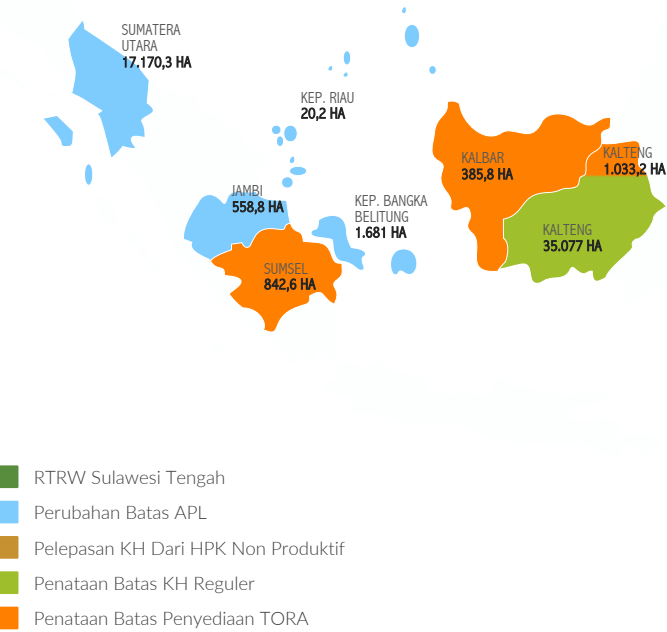 SUMATERA
UTARA
17.170,3 HA
KEP. RIAU
20,2 HA
KALBAR
385,8 HA
KALTENG
1.033,2 HA
JAMBI
558,8 HA
KEP. BANGKA
BELITUNG
1.681 HA
KALTENG
35.077 HA
SUMSEL
842,6 HA
RTRW Sulawesi Tengah
Perubahan Batas APL
Pelepasan KH Dari HPK Non Produktif
Penataan Batas KH Reguler
Penataan Batas Penyediaan TORA